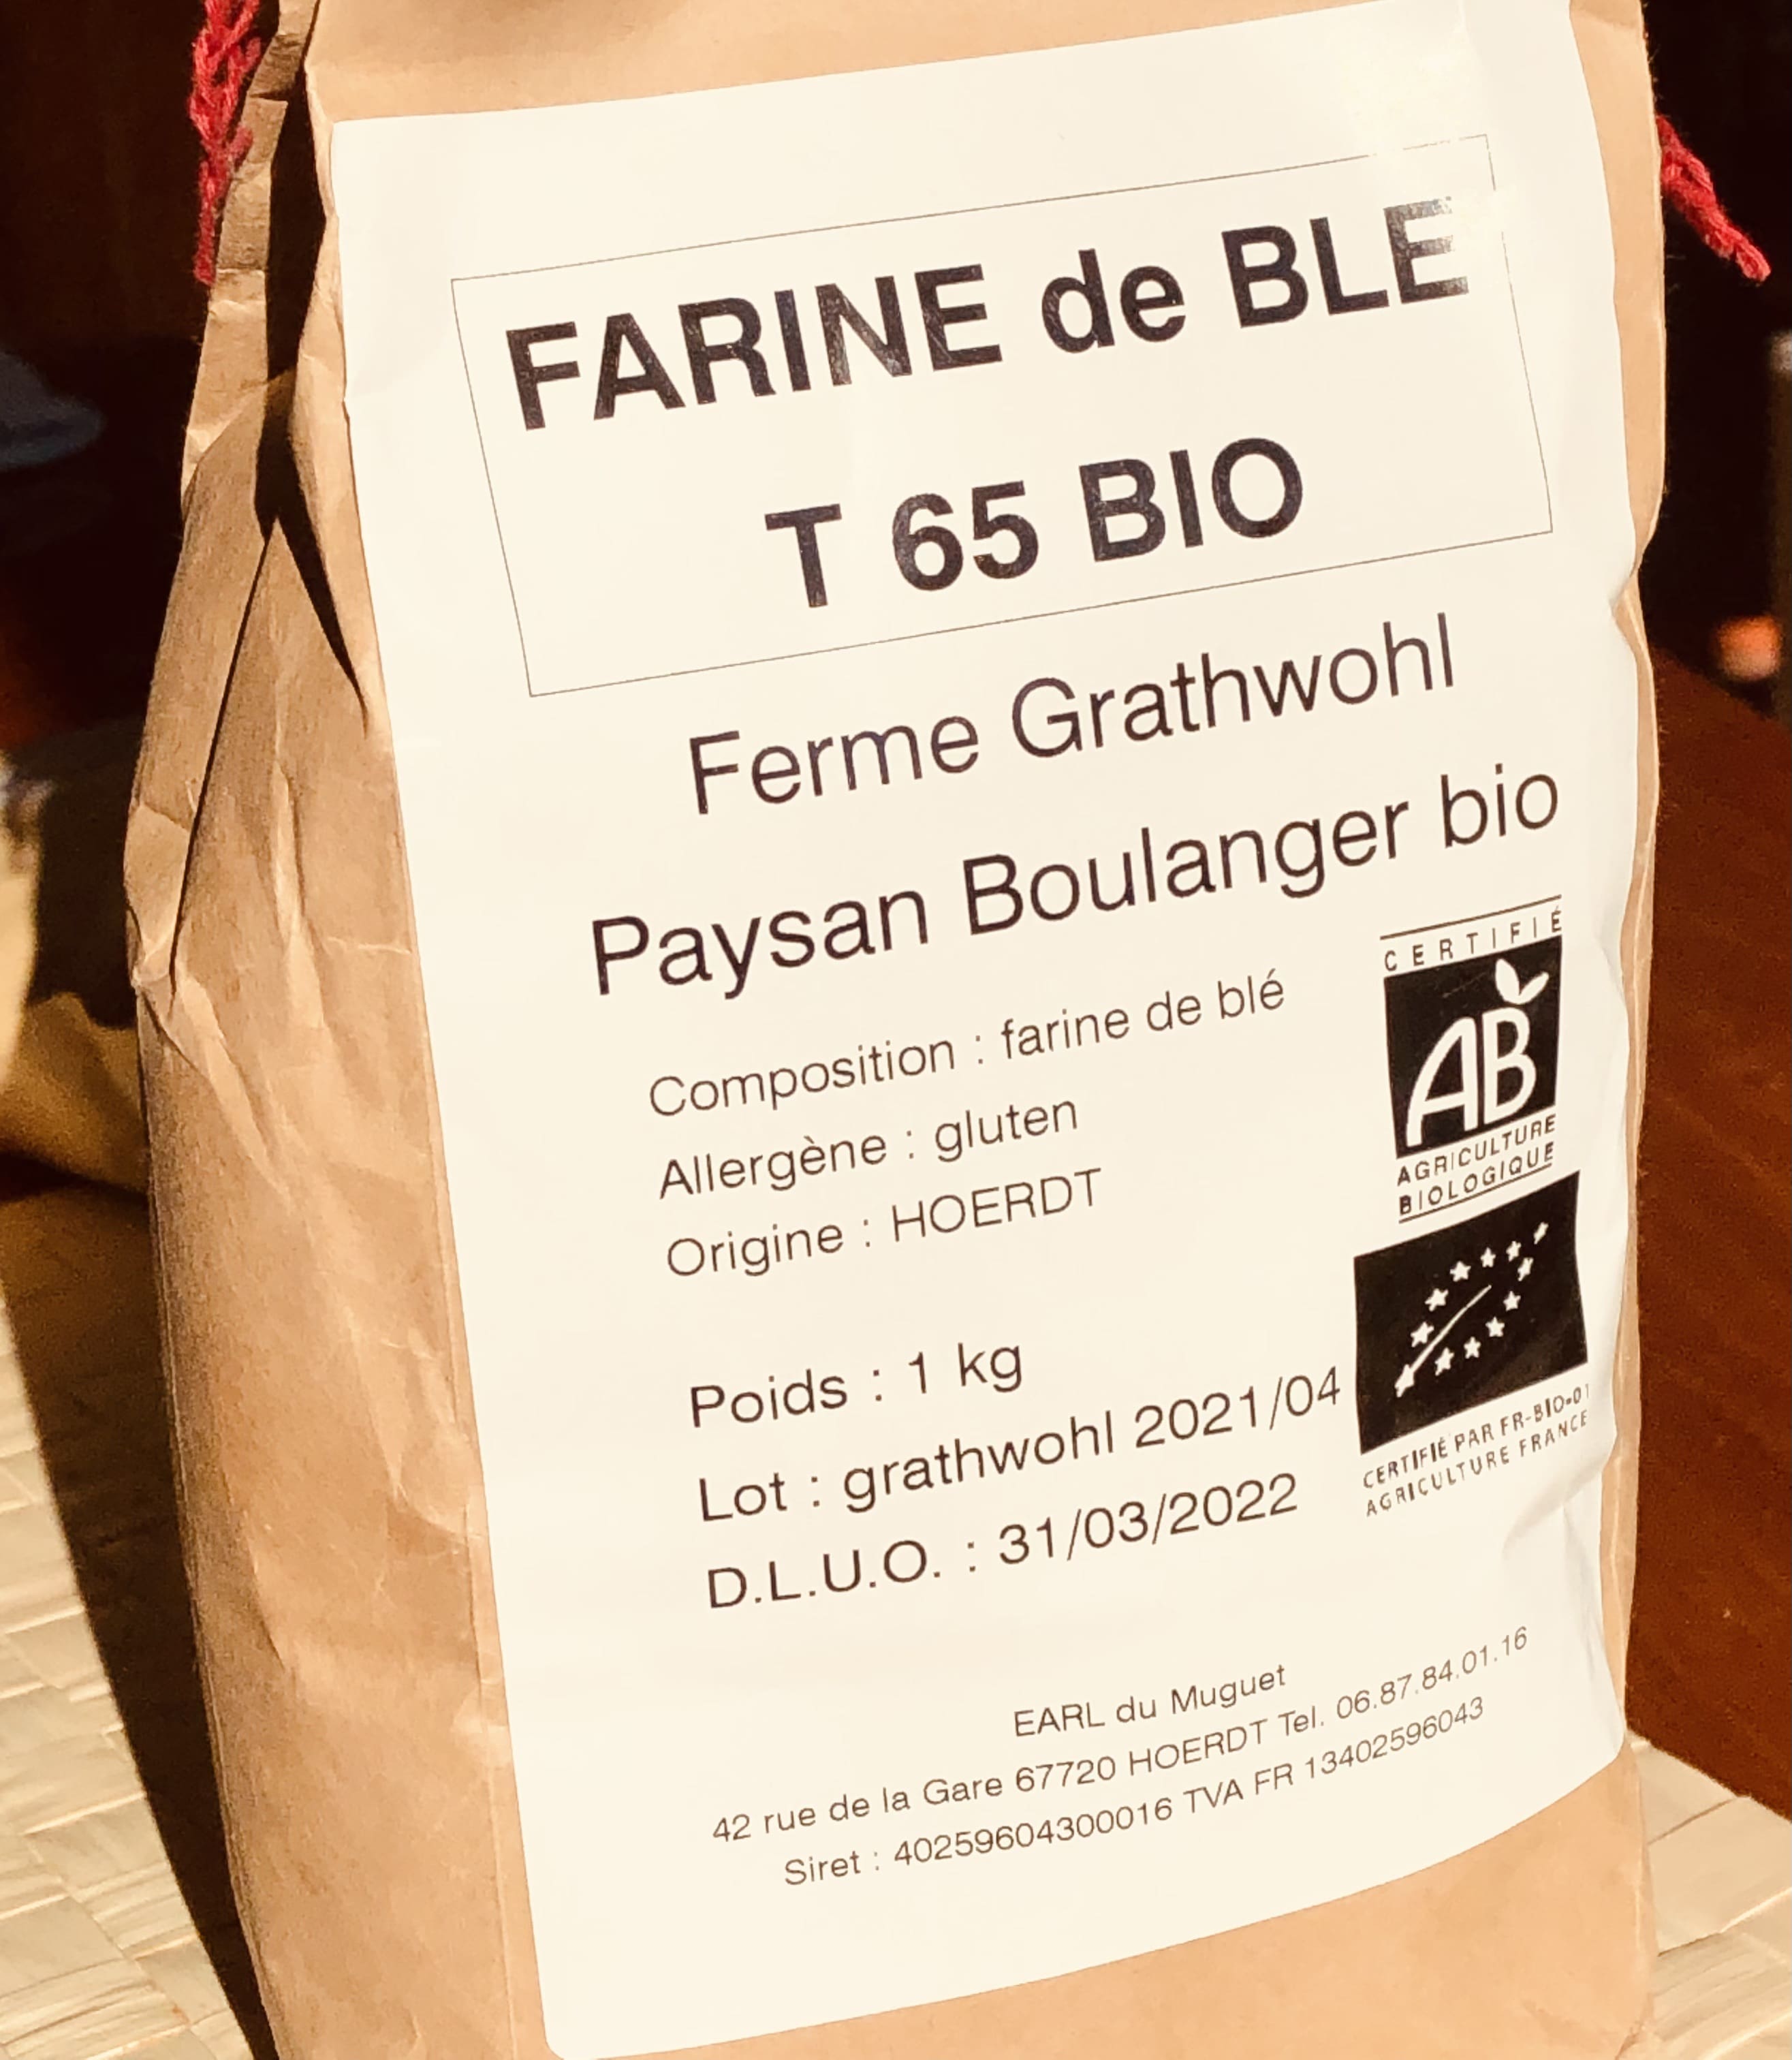 FARINE de BLE
T 65 BIO
Ferme Grathwohl
Paysan Boulanger bio
Composition : farine de blé
Allergène : gluten
Origine : HOERDT
CERTIFIÉ
AB
AGRICULTURE
BIOLOGIQUE
Poids : 1 kg
Lot : grathwohl 2021/04
D.L.U.O. : 31/03/2022
CERTIFIÉ PAR FR-BIO-01
AGRICULTURE FRANCE
EARL du Muguet
42 rue de la Gare 67720 HOERDT Tel. 06.87.84.01.16
Siret : 40259604300016 TVA FR 13402596043